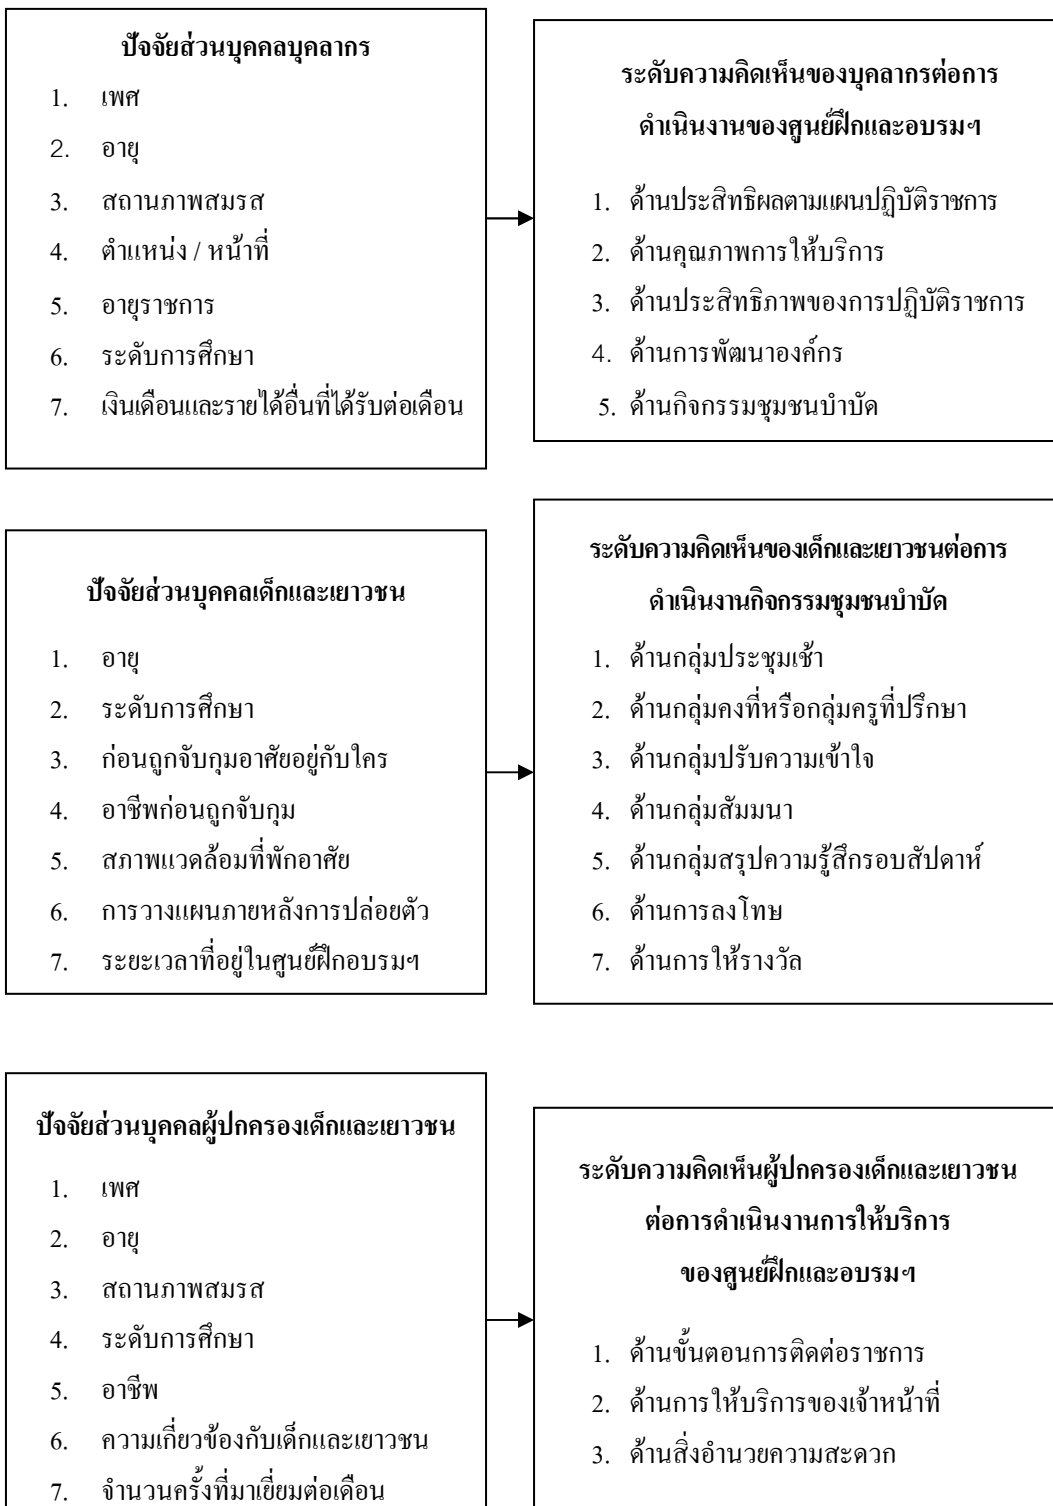 ปัจจัยส่วนบุคคลบุคลากร
1. เพศ
2. อายุ
3. สถานภาพสมรส
4. ตำแหน่ง / หน้าที่
5. อายุราชการ
6. ระดับการศึกษา
7. เงินเดือนและรายได้อื่นที่ได้รับต่อเดือน
ระดับความคิดเห็นของบุคลากรต่อการ
ดำเนินงานของศูนย์ฝึกและอบรมฯ
1. ด้านประสิทธิผลตามแผนปฏิบัติราชการ
2. ด้านคุณภาพการให้บริการ
3. ด้านประสิทธิภาพของการปฏิบัติราชการ
4. ด้านการพัฒนาองค์กร
5. ด้านกิจกรรมชุมชนบำบัด
ปัจจัยส่วนบุคคลเด็กและเยาวชน
1. อายุ
2. ระดับการศึกษา
3. ก่อนถูกจับกุมอาศัยอยู่กับใคร
4. อาชีพก่อนถูกจับกุม
5. สภาพแวดล้อมที่พักอาศัย
6. การวางแผนภายหลังการปล่อยตัว
7. ระยะเวลาที่อยู่ในศูนย์ฝึกอบรมฯ
ระดับความคิดเห็นของเด็กและเยาวชนต่อการ
ดำเนินงานกิจกรรมชุมชนบำบัด
1. ด้านกลุ่มประชุมเช้า
2. ด้านกลุ่มคงที่หรือกลุ่มครูที่ปรึกษา
3. ด้านกลุ่มปรับความเข้าใจ
4. ด้านกลุ่มสัมมนา
5. ด้านกลุ่มสรุปความรู้สึกรอบสัปดาห์
6. ด้านการลงโทษ
7. ด้านการให้รางวัล
ปัจจัยส่วนบุคคลผู้ปกครองเด็กและเยาวชน
1. เพศ
2. อายุ
3. สถานภาพสมรส
4. ระดับการศึกษา
5. อาชีพ
6. ความเกี่ยวข้องกับเด็กและเยาวชน
7. จำนวนครั้งที่มาเยี่ยมต่อเดือน
ระดับความคิดเห็นผู้ปกครองเด็กและเยาวชน
ต่อการดำเนินงานการให้บริการ
ของศูนย์ฝึกและอบรมฯ
1. ด้านขั้นตอนการติดต่อราชการ
2. ด้านการให้บริการของเจ้าหน้าที่
3. ด้านสิ่งอำนวยความสะดวก